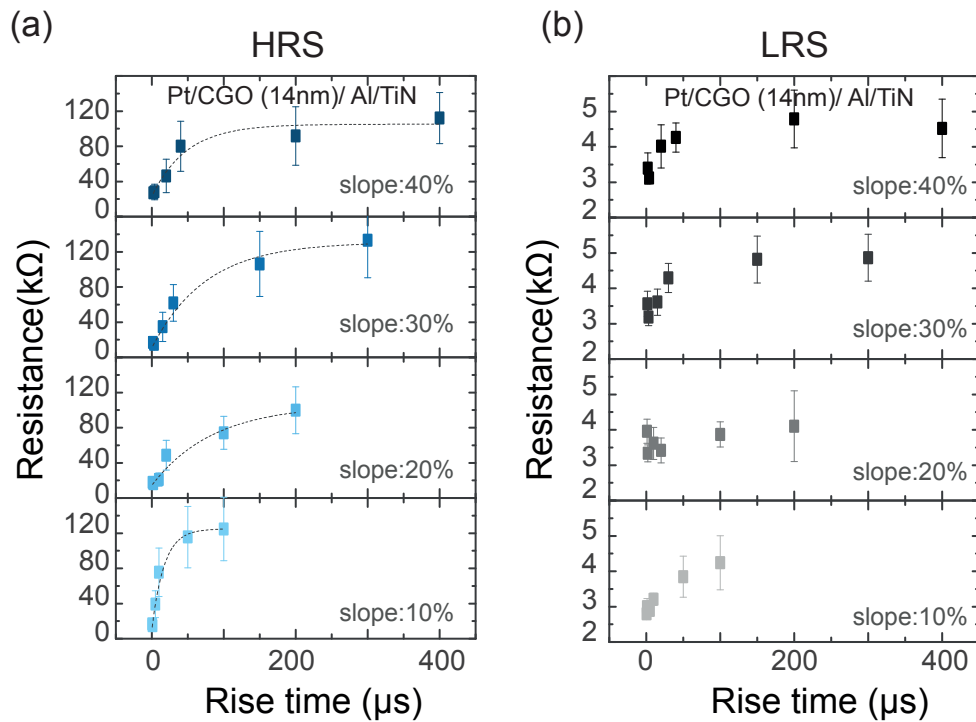 (a)
HRS
Resistance(kΩ)
Pt/CGO (14nm)/ Al/TiN
120
80
40
0
slope:40%
120
80
40
0
slope:30%
120
80
40
0
slope:20%
120
80
40
0
slope:10%
0 200 400
Rise time (µs)
(b)
LRS
Resistance(kΩ)
Pt/CGO (14nm)/ Al/TiN
5
4
3
2
slope:40%
5
4
3
2
slope:30%
5
4
3
2
slope:20%
5
4
3
2
slope:10%
0 200 400
Rise time (µs)